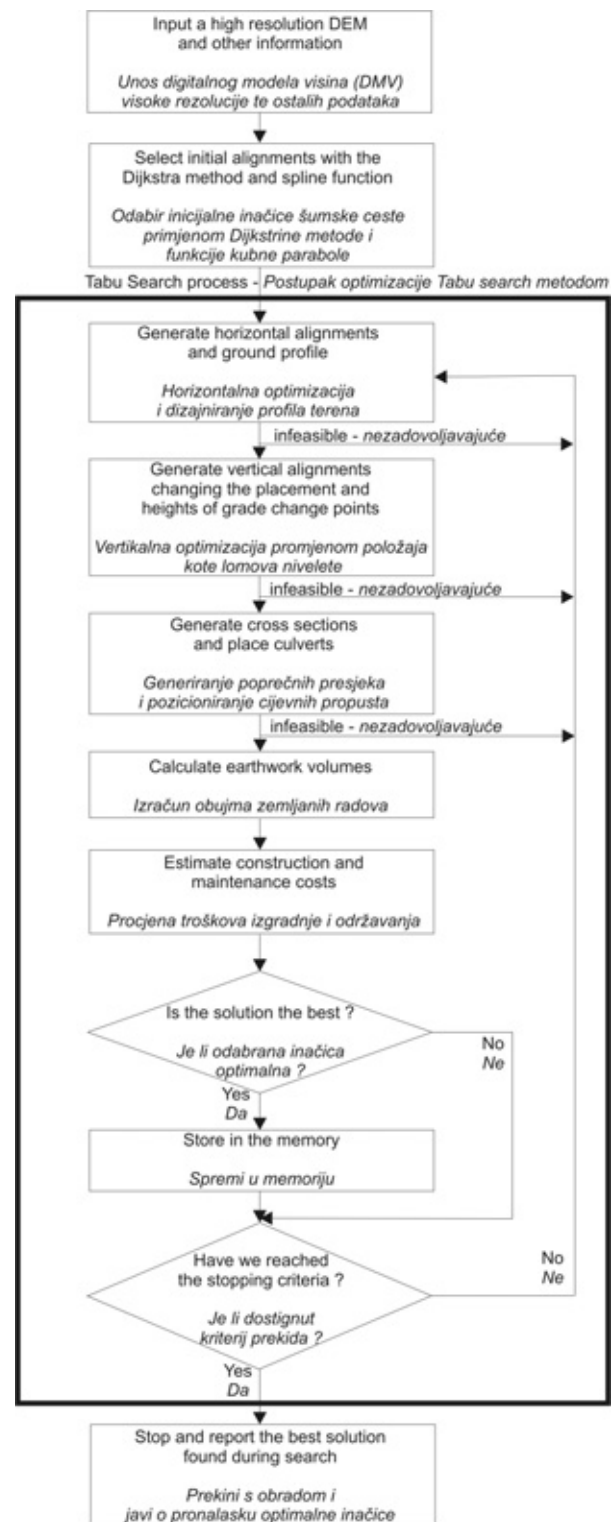 Input a high resolution DEM
and other information
Unos digitalnog modela visina (DMV)
visoke rezolucije te ostalih podataka
Select initial alignments with the
Dijkstra method and spline function
Odabir inicijalne inačice šumske ceste
primjenom Dijkstrine metode i
funkcije kubne parabole
Tabu Search process - Postupak optimizacije Tabu search metodom
Generate horizontal alignments
and ground profile
Horizontalna optimizacija
i dizajniranje profila terena
infeasible - nezadovoljavajuće
Generate vertical alignments
changing the placement and
heights of grade change points
Vertikalna optimizacija promjenom položaja
kote lomova nivelete
infeasible - nezadovoljavajuće
Generate cross sections
and place culverts
Generiranje poprečnih presjeka
i pozicioniranje cijevnih propusta
infeasible - nezadovoljavajuće
Calculate earthwork volumes
Izračun obujma zemljanih radova
Estimate construction and
maintenance costs
Procjena troškova izgradnje i održavanja
Is the solution the best ?
Je li odabrana inačica
optimalna ?
No
Ne
Yes
Da
Store in the memory
Spremi u memoriju
Have we reached
the stopping criteria ?
Je li dostignut
kriterij prekida ?
No
Ne
Yes
Da
Stop and report the best solution
found during search
Prekini s obradom i
javi o pronalasku optimalne inačice